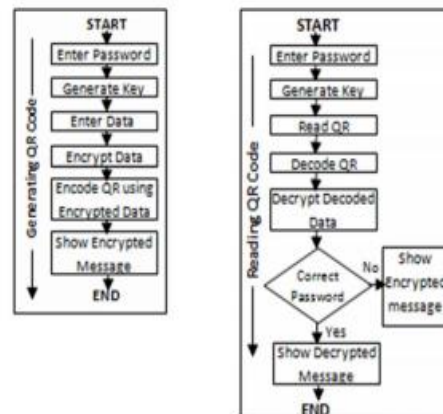 START
Enter Password
Generate Key
Enter Data
Encrypt Data
Encode QR using
Encrypted Data
Show Encrypted
Message
END
Generating QR Code
START
Enter Password
Generate Key
Read QR
Decode QR
Decrypt Decoded
Data
Correct
Password
No
Show
Encrypted
message
Yes
Show Decrypted
Message
END
Reading QR Code